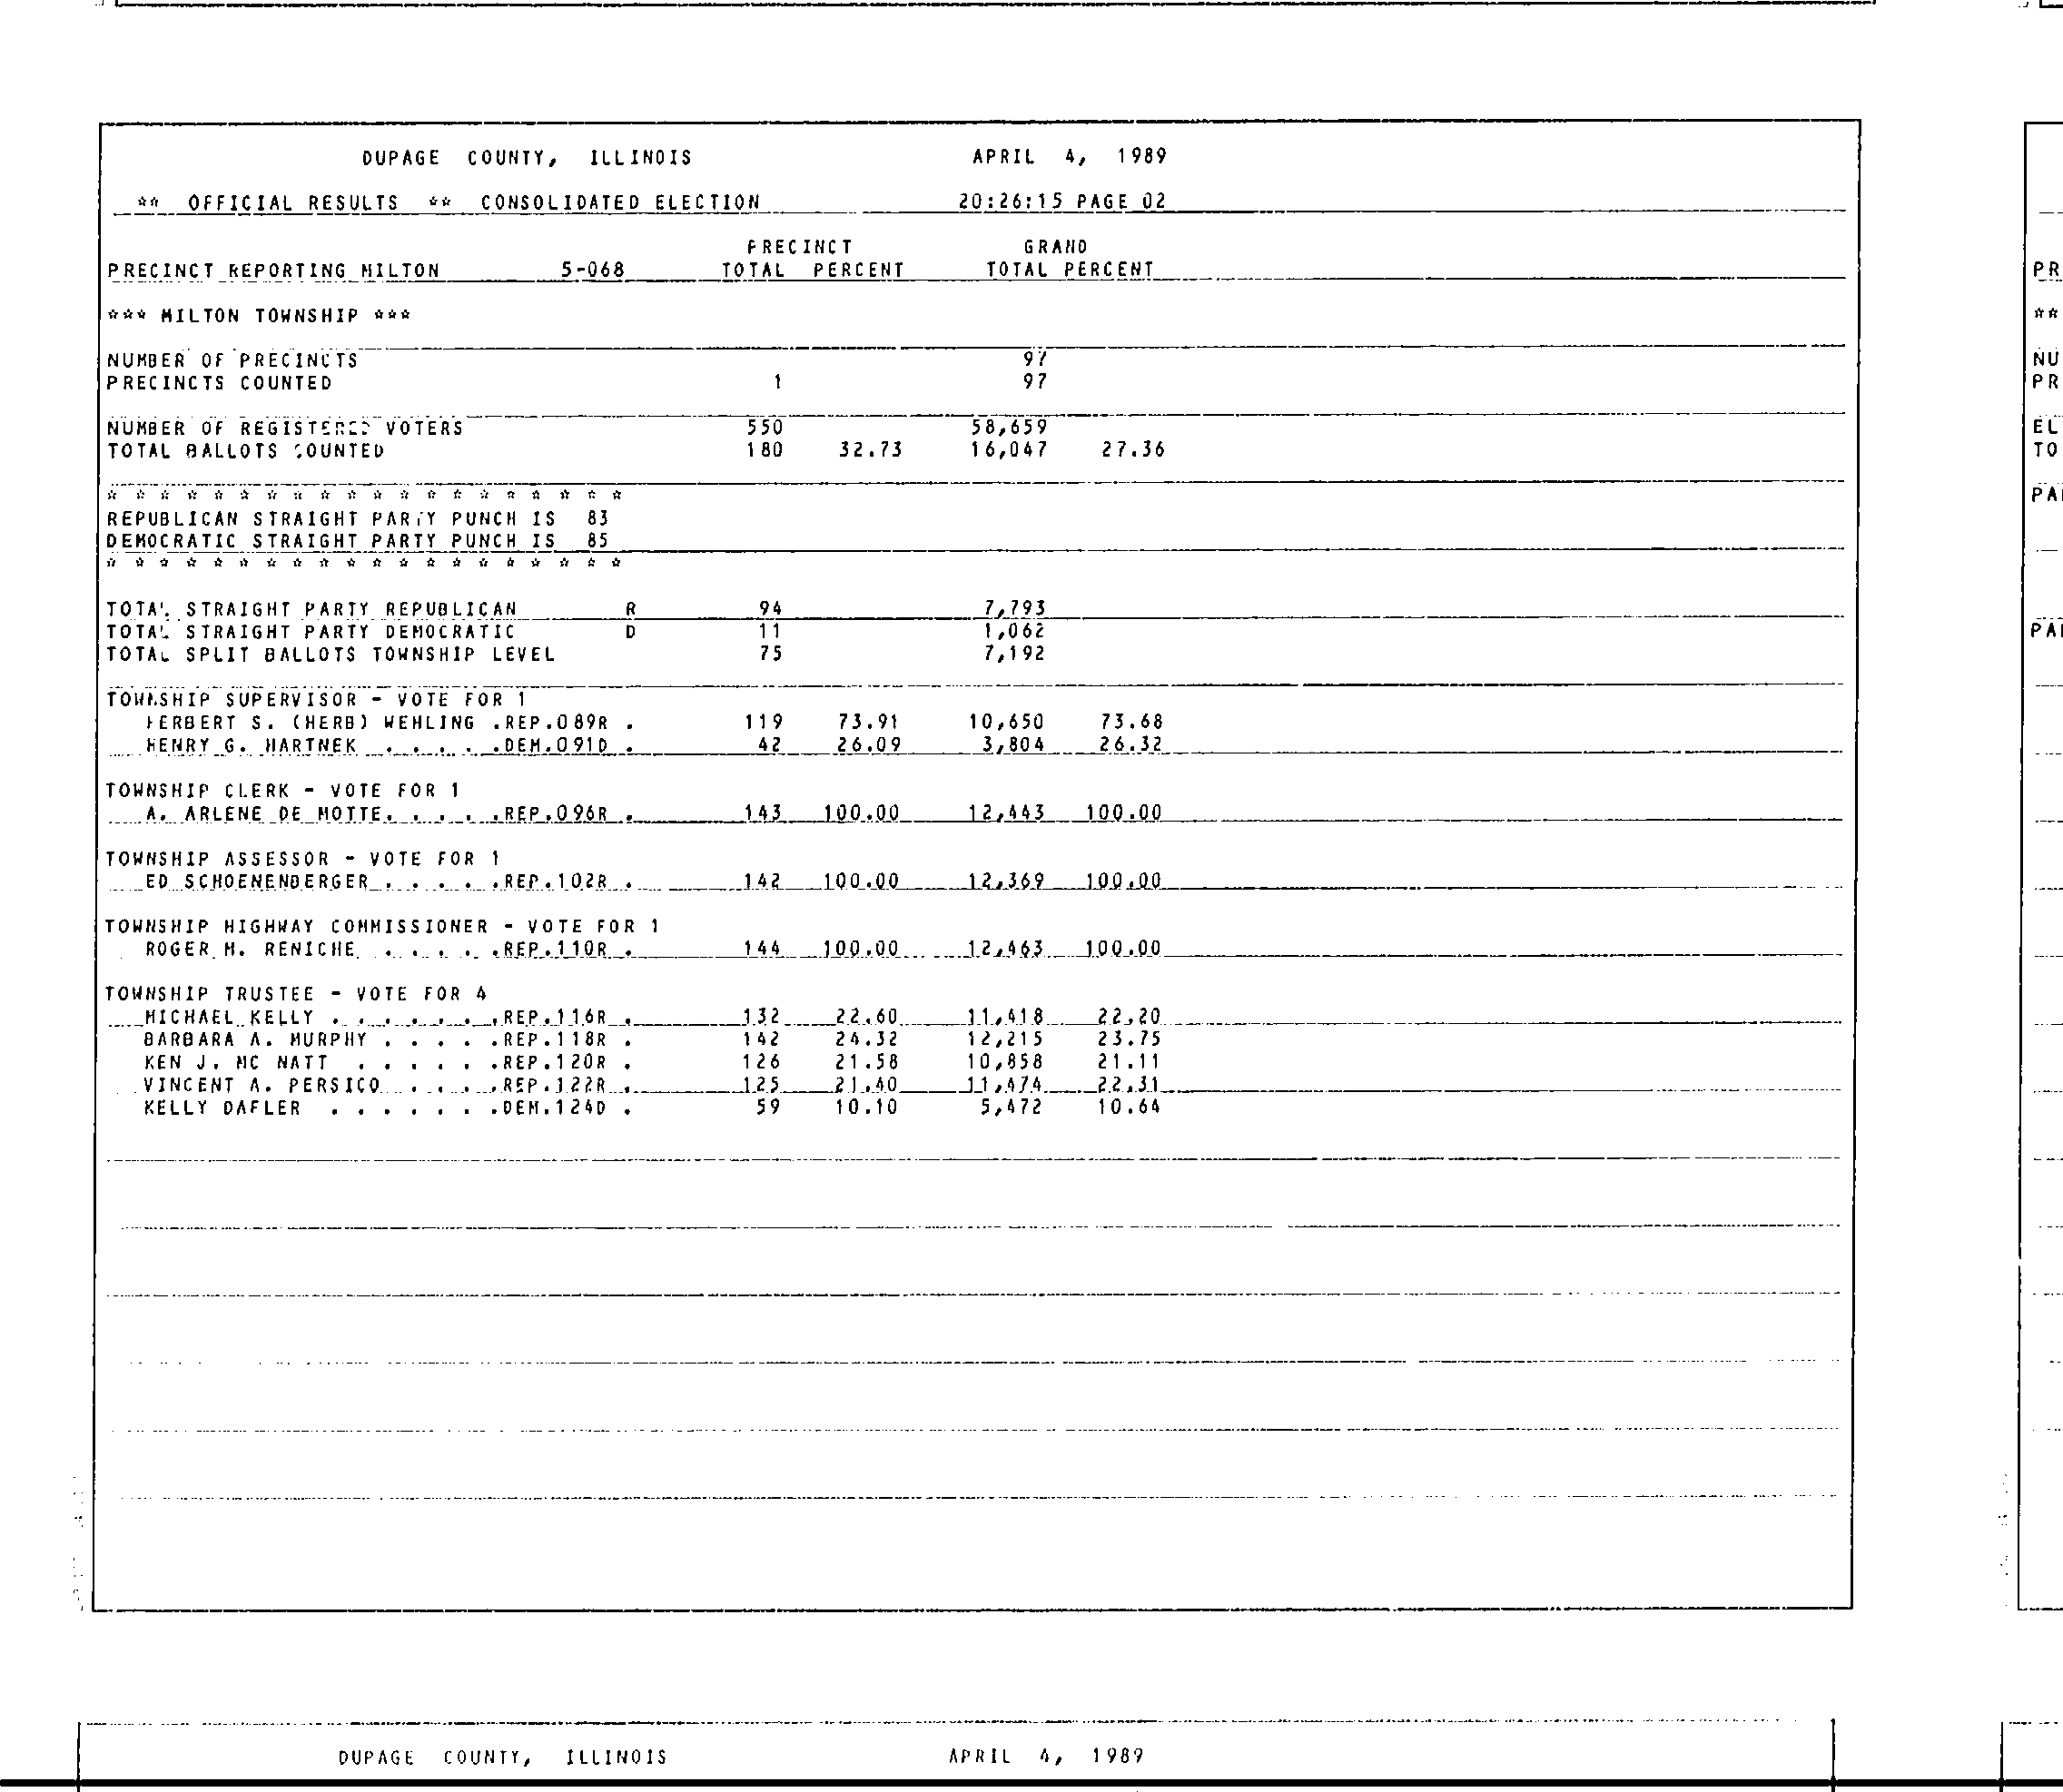 DUPAGE COUNTY, ILLINOIS APRIL 4, 1989
** OFFICIAL RESULTS ** CONSOLIDATED ELECTION 20:26:15 PAGE 02
PRECINCT GRAND
PRECINCT REPORTING MILTON 5-068 TOTAL PERCENT TOTAL PERCENT
*** MILTON TOWNSHIP ***
NUMBER OF PRECINCTS 97
PRECINCTS COUNTED 1 97
NUMBER OF REGISTERED VOTERS 550 58,659
TOTAL BALLOTS COUNTED 180 32.73 16,047 27.36
* * * * * * * * * * * * * * * * * * * *
REPUBLICAN STRAIGHT PARTY PUNCH IS 83
DEMOCRATIC STRAIGHT PARTY PUNCH IS 85
* * * * * * * * * * * * * * * * * * * *
TOTAL STRAIGHT PARTY REPUBLICAN R 94 7,793
TOTAL STRAIGHT PARTY DEMOCRATIC D 11 1,062
TOTAL SPLIT BALLOTS TOWNSHIP LEVEL 75 7,192
TOWNSHIP SUPERVISOR - VOTE FOR 1
HERBERT S. (HERB) WEHLING .REP.089R . 119 73.91 10,650 73.68
HENRY G. HARTNEK . . . . .DEM.091D . 42 26.09 3,804 26.32
TOWNSHIP CLERK - VOTE FOR 1
A. ARLENE DE MOTTE. . . . .REP.096R . 143 100.00 12,443 100.00
TOWNSHIP ASSESSOR - VOTE FOR 1
ED SCHOENENBERGER . . . . .REP.102R . 142 100.00 12,369 100.00
TOWNSHIP HIGHWAY COMMISSIONER - VOTE FOR 1
ROGER M. RENICHE . . . . .REP.110R . 144 100.00 12,463 100.00
TOWNSHIP TRUSTEE - VOTE FOR 4
MICHAEL KELLY . . . . . . .REP.116R . 132 22.60 11,418 22.20
BARBARA A. MURPHY . . . . .REP.118R . 142 24.32 12,215 23.75
KEN J. MC NATT . . . . . .REP.120R . 126 21.58 10,858 21.11
VINCENT A. PERSICO . . . .REP.122R . 125 21.40 11,474 22.31
KELLY DAFLER . . . . . . .DEM.124D . 59 10.10 5,472 10.64
DUPAGE COUNTY, ILLINOIS APRIL 4, 1989
PR
**
NU
PR
EL
TO
PA
PA